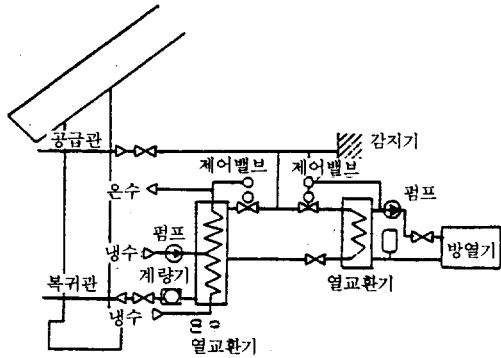 공급관
감지기
제어밸브
제어밸브
온수
펌프
펌프
냉수
방열기
계량기
복귀관
열교환기
냉수
열교환기